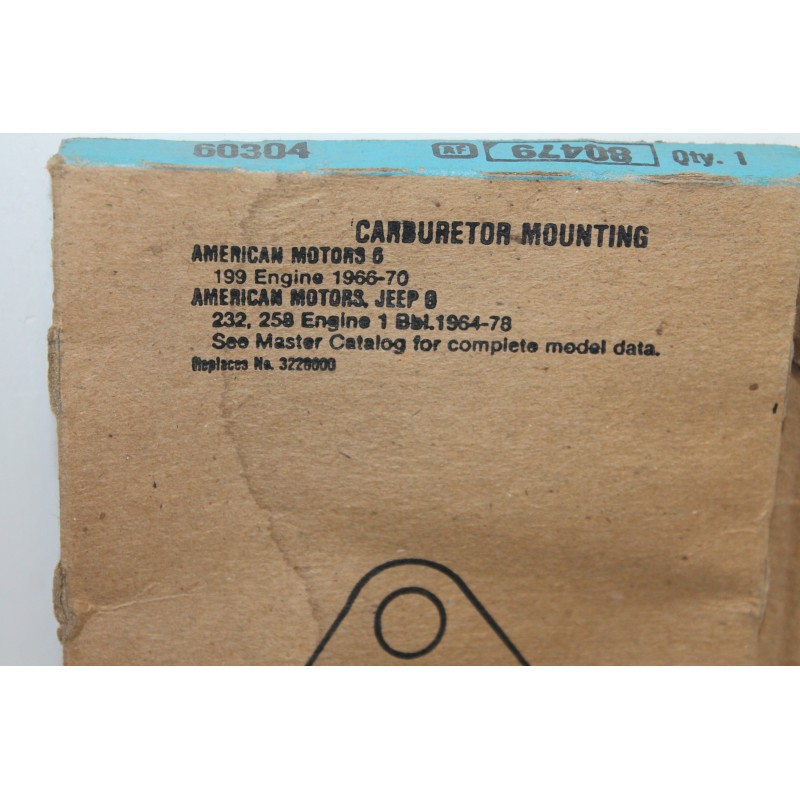 60304 AF 80479 Qty. 1
CARBURETOR MOUNTING
AMERICAN MOTORS 6
199 Engine 1966-70
AMERICAN MOTORS, JEEP 6
232, 258 Engine 1 Bbl.1964-78
See Master Catalog for complete model data.
Replaces No.